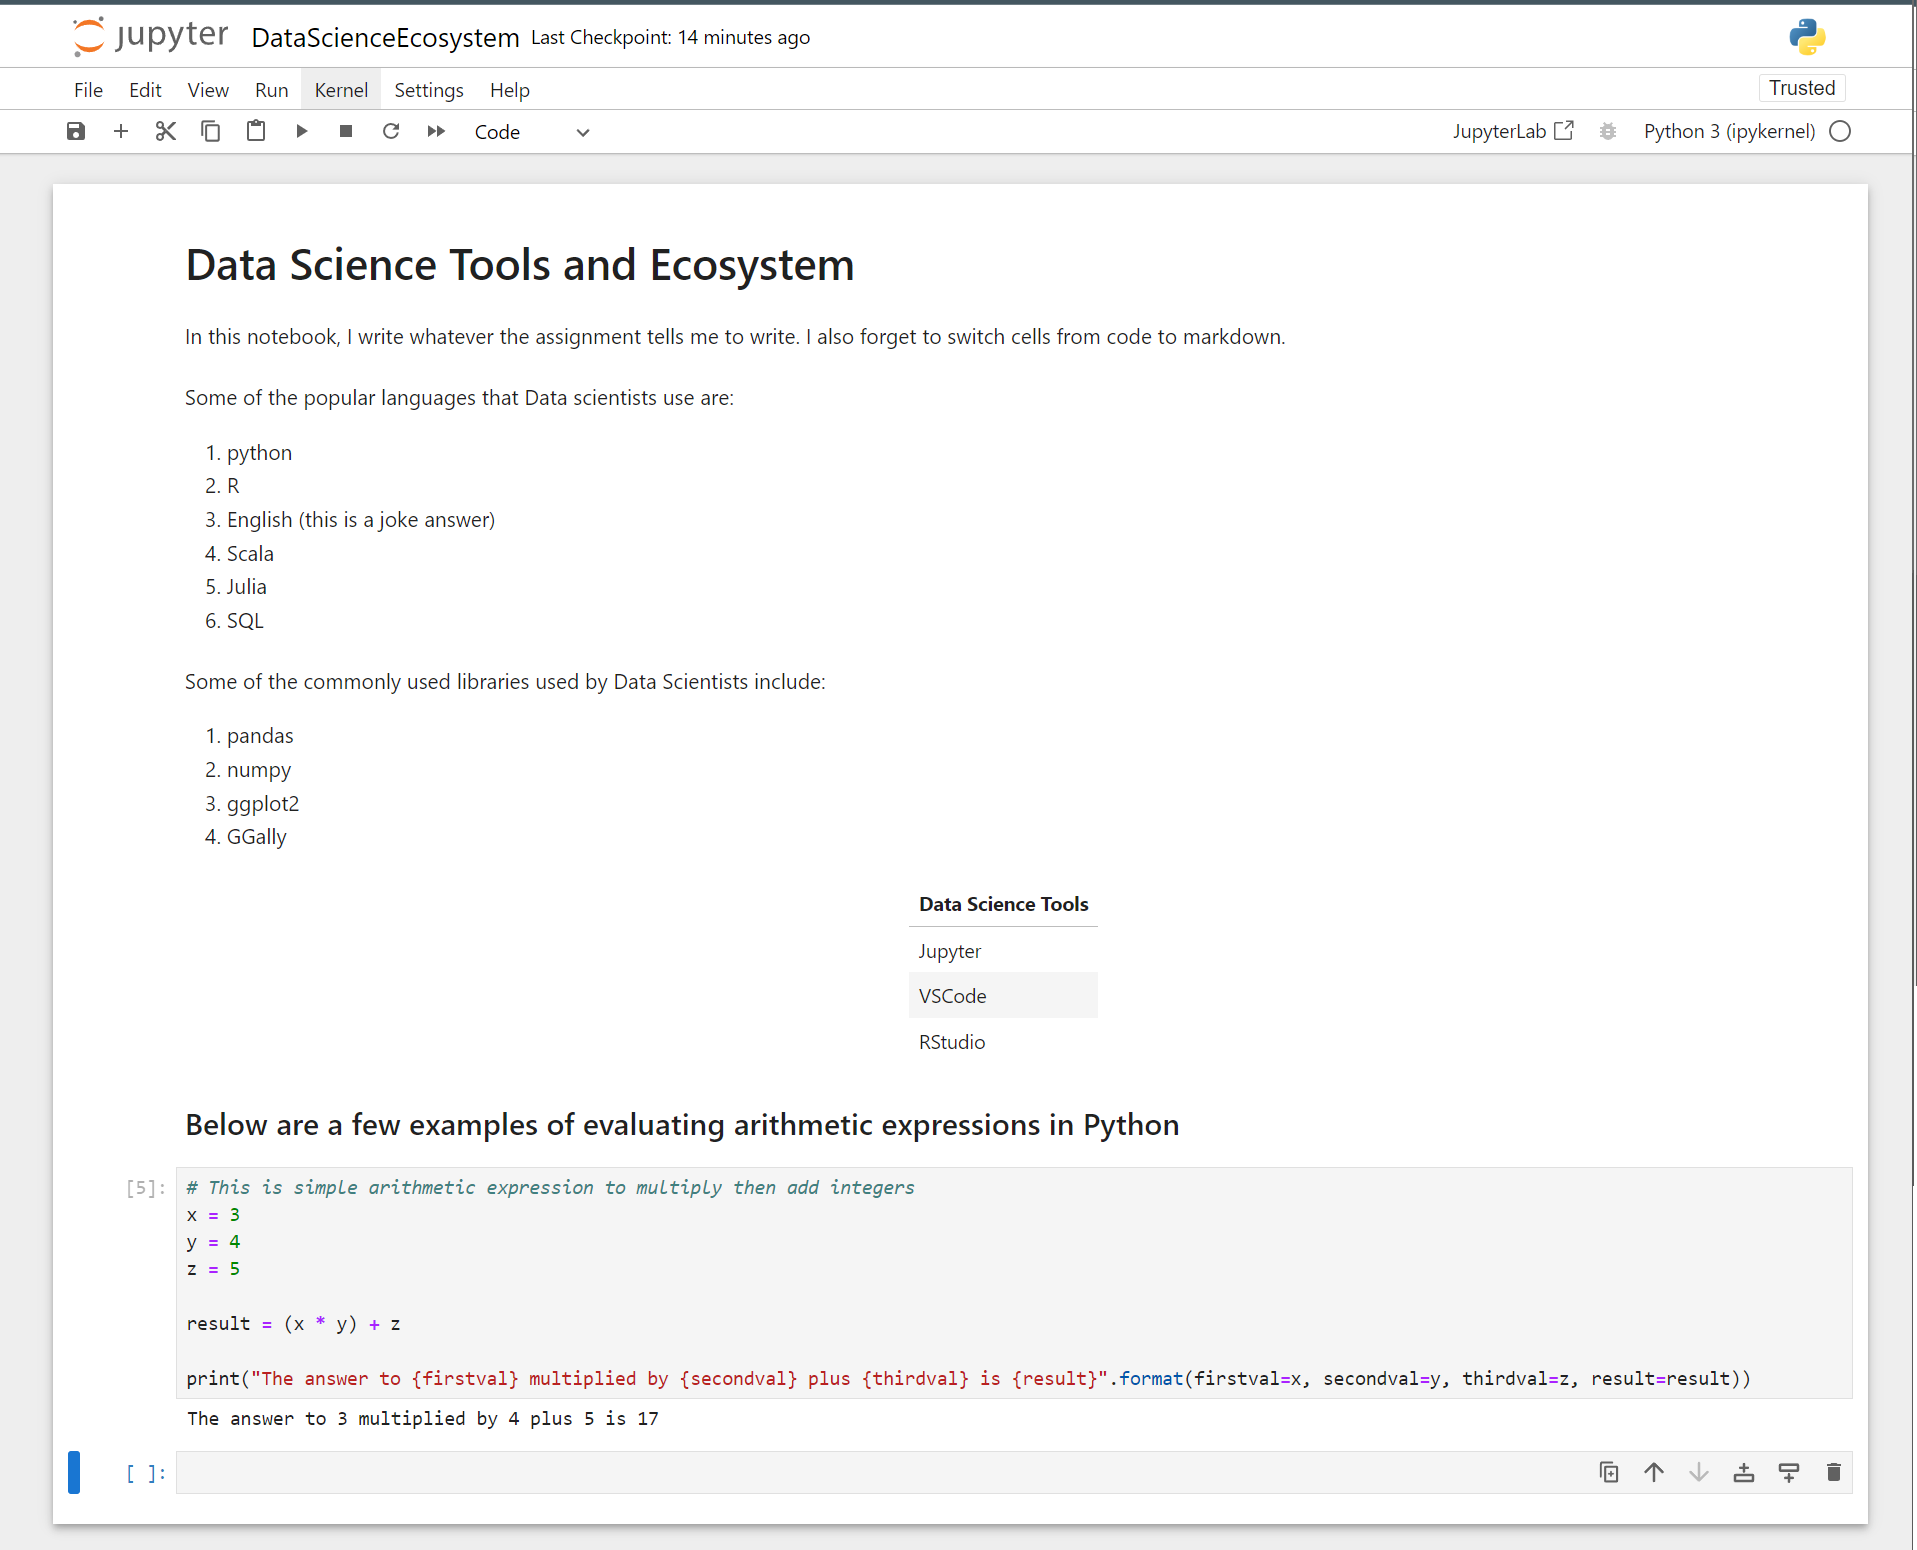 jupyter DataScienceEcosystem Last Checkpoint: 14 minutes ago
File Edit View Run Kernel Settings Help Trusted
Code JupyterLab Python 3 (ipykernel)
Data Science Tools and Ecosystem
In this notebook, I write whatever the assignment tells me to write. I also forget to switch cells from code to markdown.
Some of the popular languages that Data scientists use are:
1. python
2. R
3. English (this is a joke answer)
4. Scala
5. Julia
6. SQL
Some of the commonly used libraries used by Data Scientists include:
1. pandas
2. numpy
3. ggplot2
4. GGally
Data Science Tools
Jupyter
VSCode
RStudio
Below are a few examples of evaluating arithmetic expressions in Python
[5]: # This is simple arithmetic expression to multiply then add integers
x = 3
y = 4
z = 5
result = (x * y) + z
print("The answer to {firstval} multiplied by {secondval} plus {thirdval} is {result}".format(firstval=x, secondval=y, thirdval=z, result=result))
The answer to 3 multiplied by 4 plus 5 is 17
[ ]: